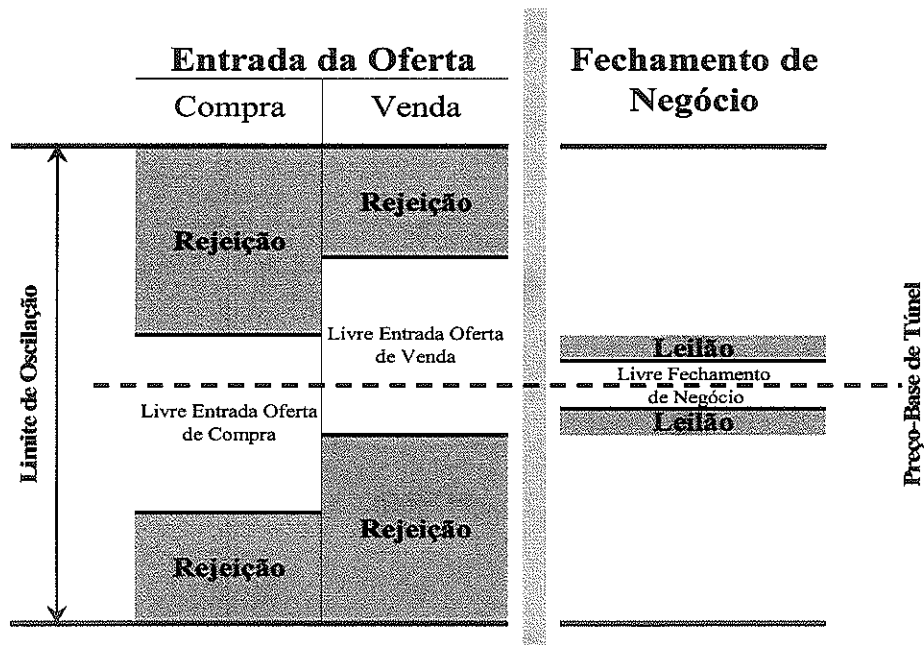 Entrada da Oferta
Compra
Venda
Fechamento de
Negócio
Limite de Oscilação
Rejeição
Livre Entrada Oferta
de Compra
Rejeição
Rejeição
Livre Entrada Oferta
de Venda
Rejeição
Leilão
Livre Fechamento
de Negócio
Leilão
Preço-Base de Túnel